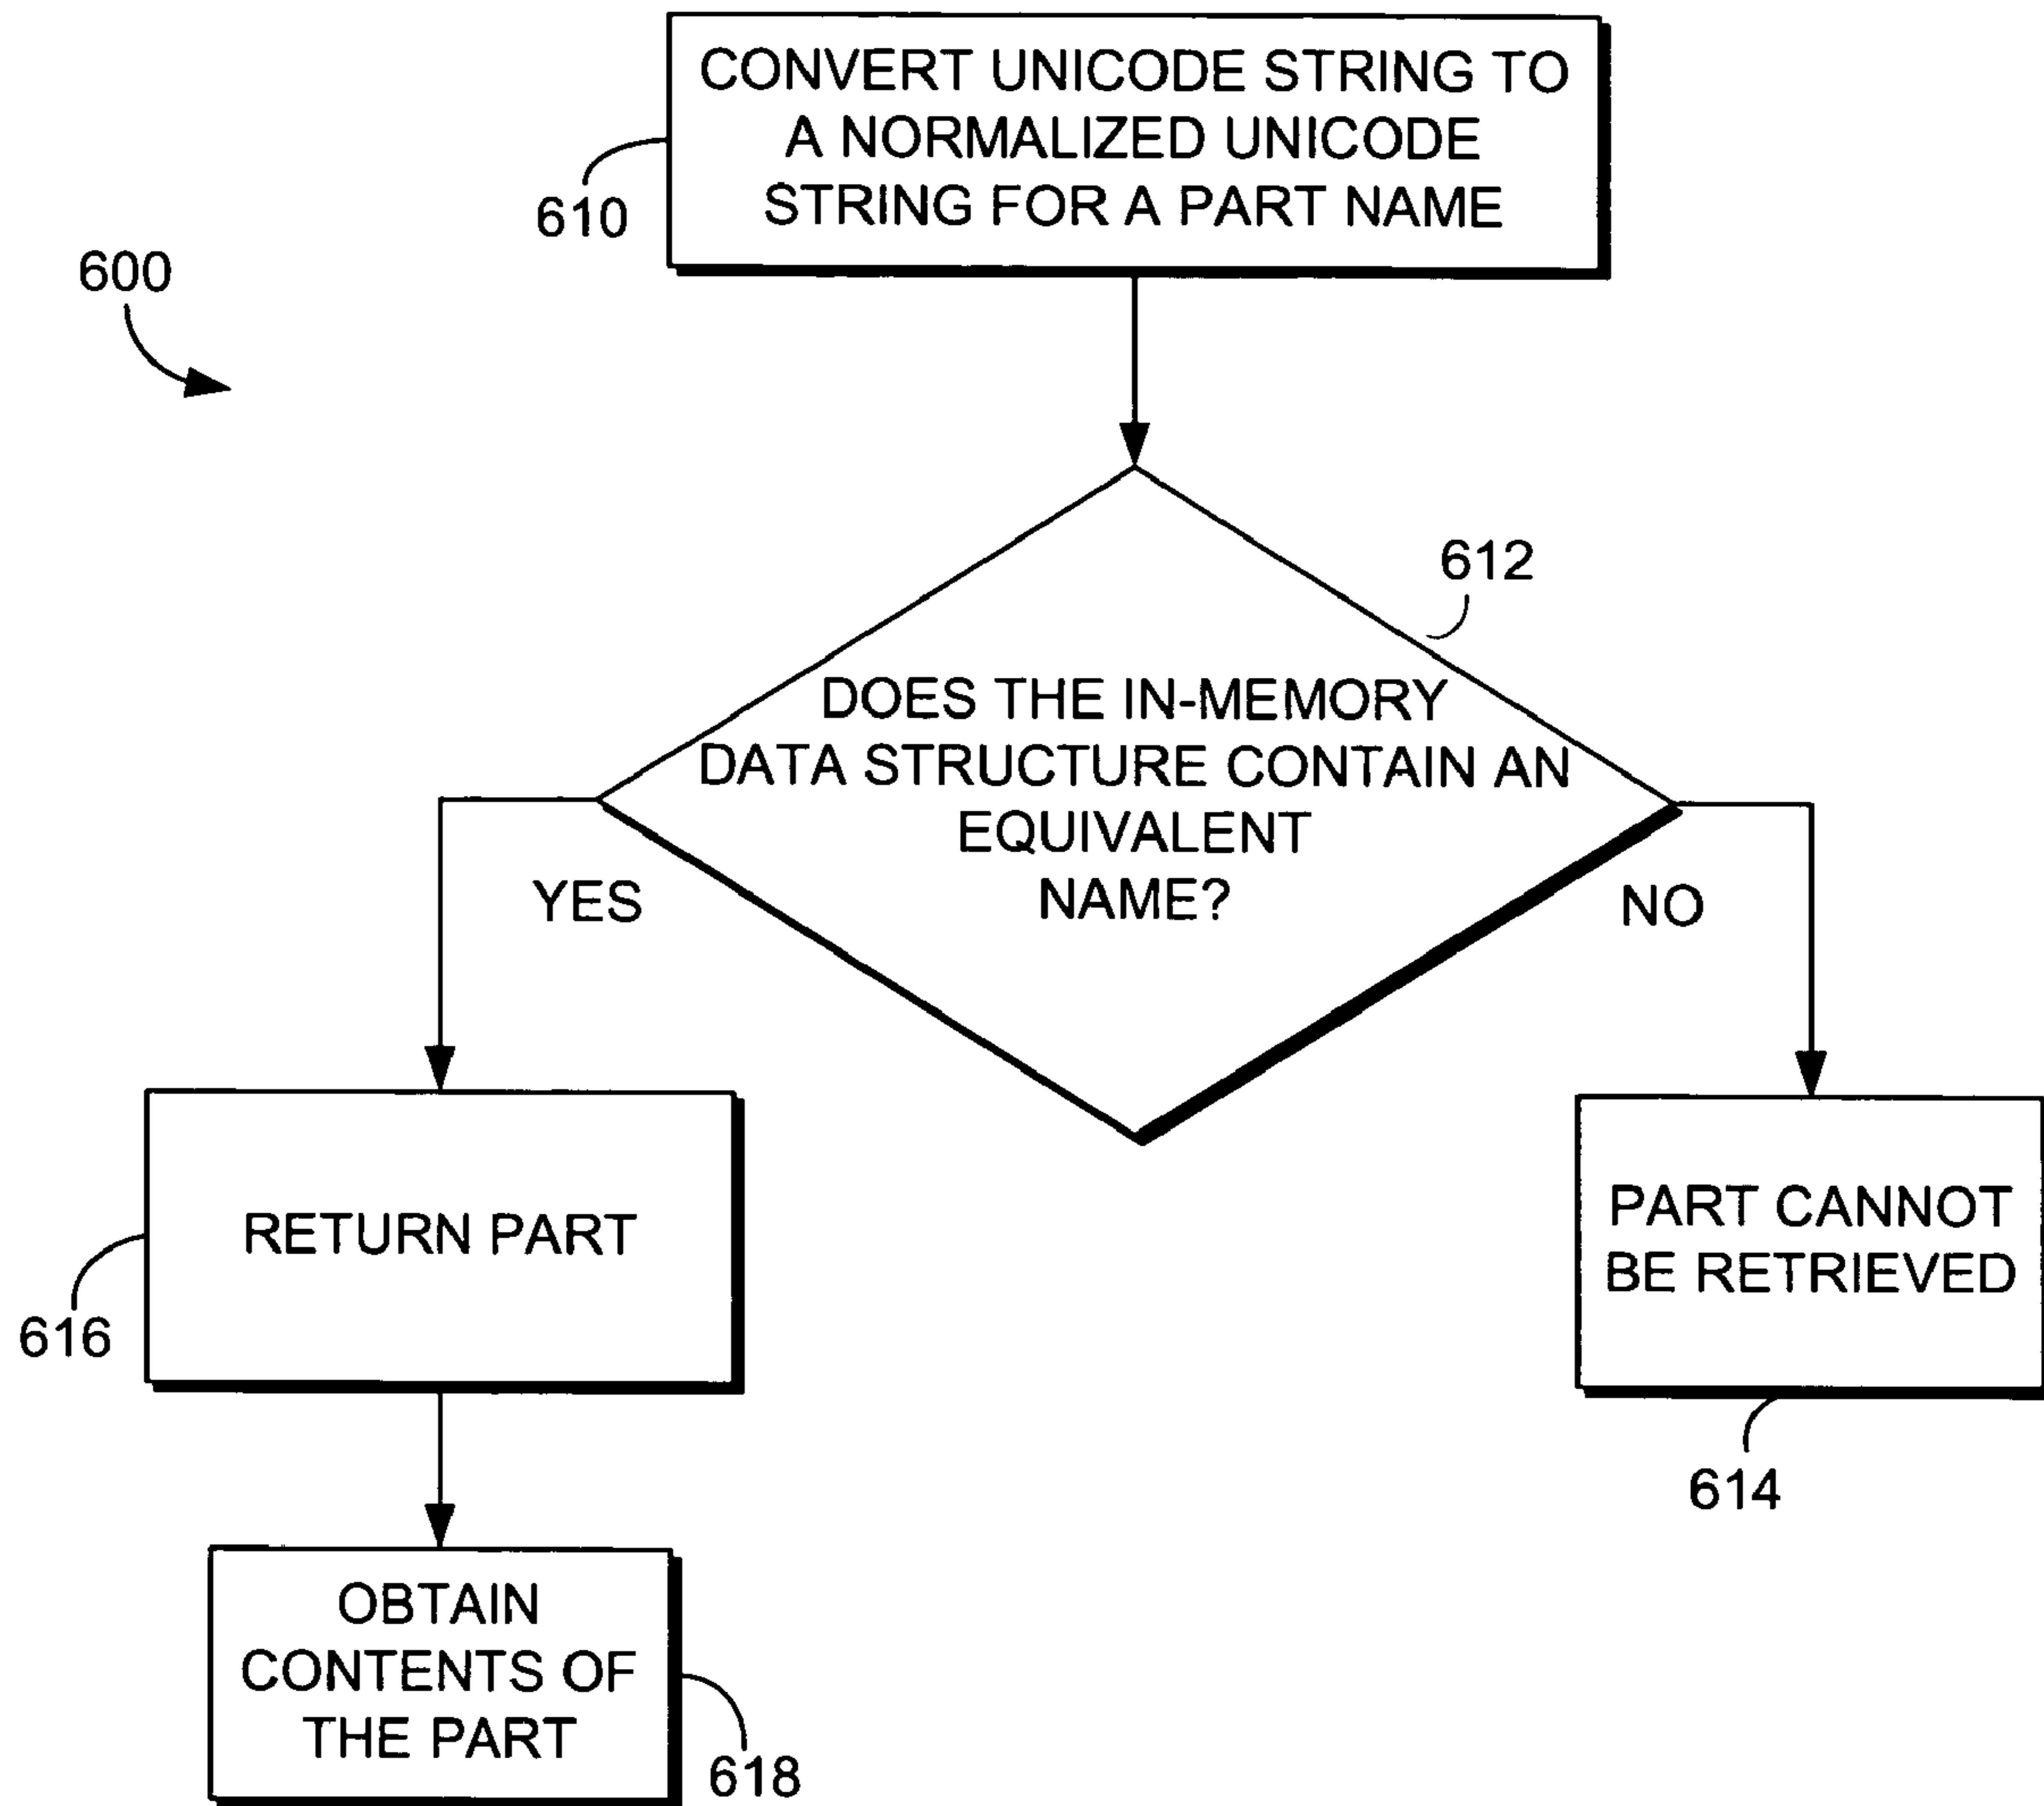 CONVERT UNICODE STRING TO
A NORMALIZED UNICODE
STRING FOR A PART NAME
610
600
612
DOES THE IN-MEMORY
DATA STRUCTURE CONTAIN AN
EQUIVALENT
NAME?
YES
NO
RETURN PART
616
PART CANNOT
BE RETRIEVED
614
OBTAIN
CONTENTS OF
THE PART
618